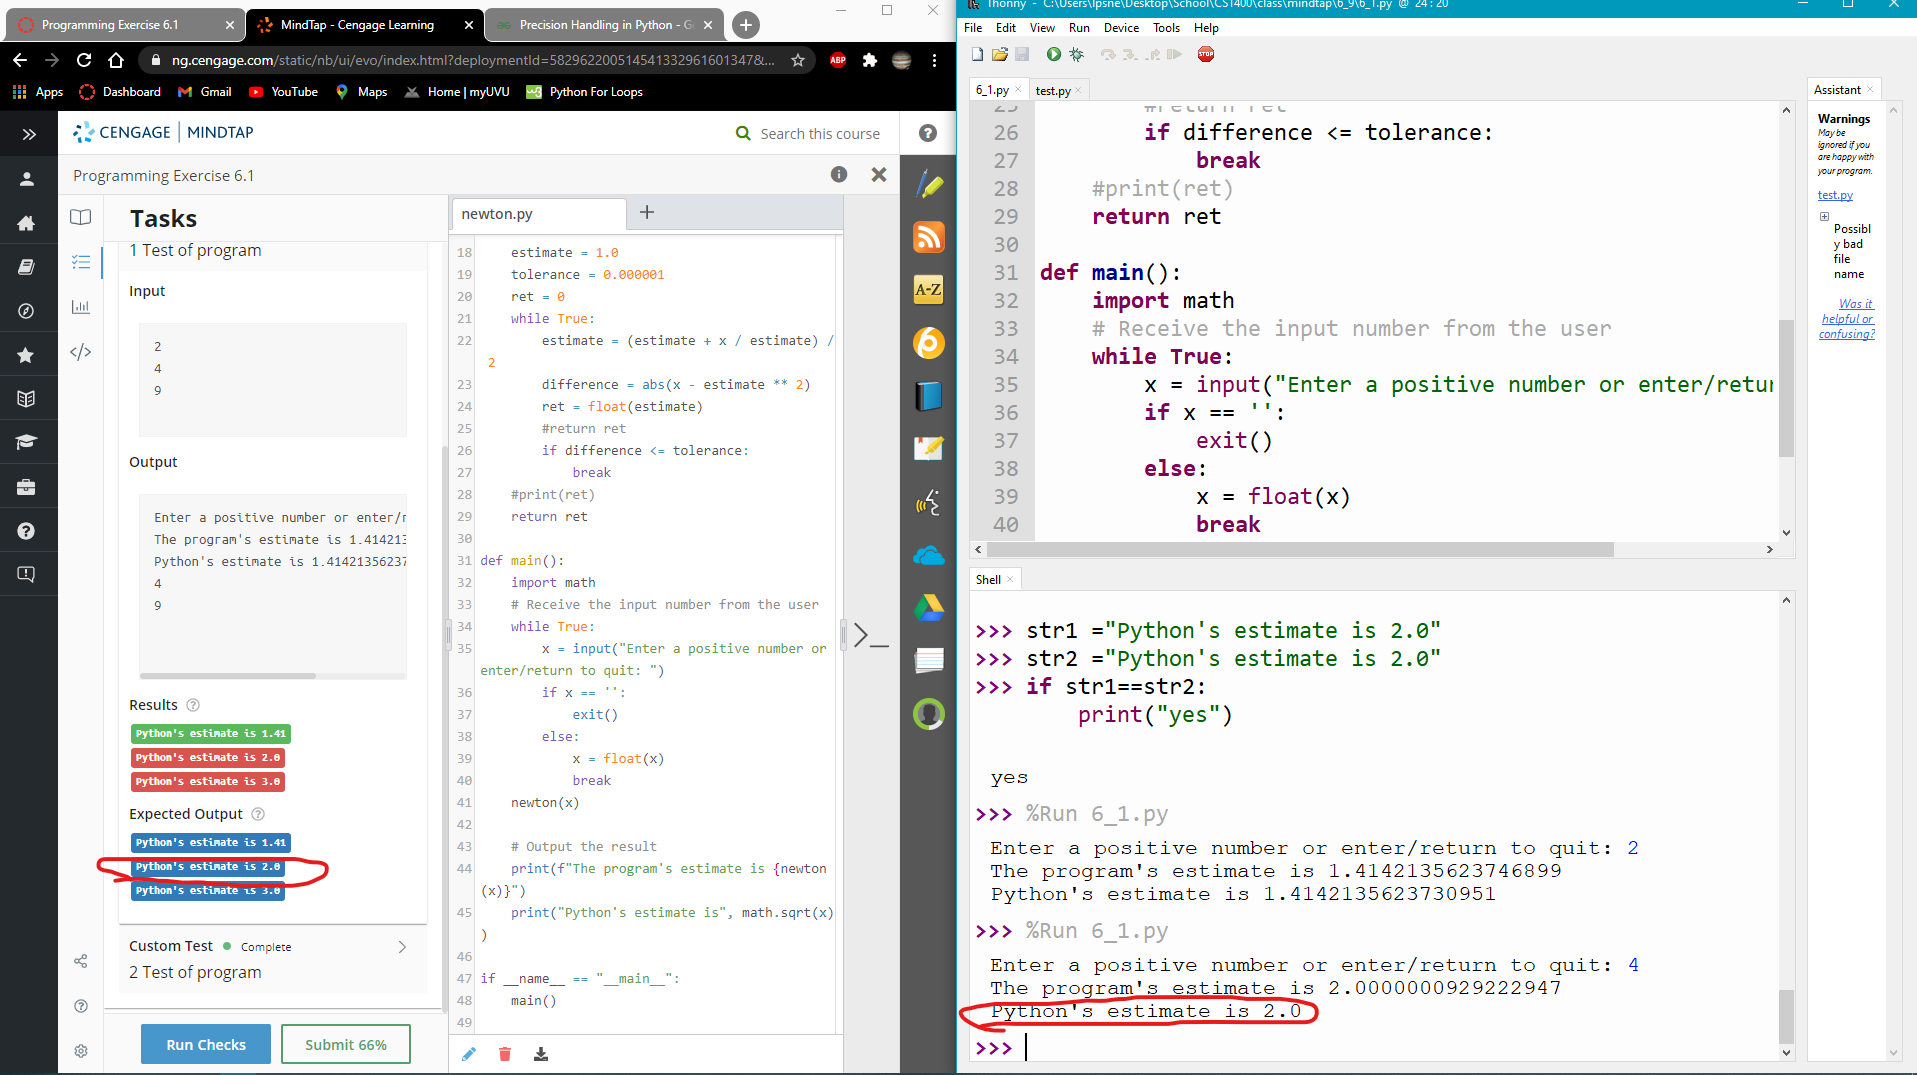 Programming Exercise 6.1
MindTap - Cengage Learning
Precision Handling in Python - G
ng.cengage.com/static/nb/ui/evo/index.html?deploymentId=5829622005145413329616013​47&...
ABP
Apps
Dashboard
Gmail
YouTube
Maps
Home | myUVU
Python For Loops
CENGAGE | MINDTAP
Search this course
Programming Exercise 6.1
Tasks
1 Test of program
Input
2
4
9
Output
Enter a positive number or enter/r
The program's estimate is 1.414213
Python's estimate is 1.41421356237
4
9
Results
Python's estimate is 1.41
Python's estimate is 2.0
Python's estimate is 3.0
Expected Output
Python's estimate is 1.41
Python's estimate is 2.0
Python's estimate is 3.0
Custom Test Complete
2 Test of program
Run Checks
Submit 66%
newton.py
18 estimate = 1.0
19 tolerance = 0.000001
20 ret = 0
21 while True:
22 estimate = (estimate + x / estimate) /
2
23 difference = abs(x - estimate ** 2)
24 ret = float(estimate)
25 #return ret
26 if difference <= tolerance:
27 break
28 #print(ret)
29 return ret
30
31 def main():
32 import math
33 # Receive the input number from the user
34 while True:
35 x = input("Enter a positive number or
enter/return to quit: ")
36 if x == '':
37 exit()
38 else:
39 x = float(x)
40 break
41 newton(x)
42
43 # Output the result
44 print(f"The program's estimate is {newton
(x)}")
45 print("Python's estimate is", math.sqrt(x)
)
46
47 if __name__ == "__main__":
48 main()
49
A-Z
Thonny - C:\Users\lpsne\Desktop\School\CS1400\class\mindtap\6_9\6_1.py @ 24 : 20
File Edit View Run Device Tools Help
STOP
6_1.py
test.py
25 #return ret
26 if difference <= tolerance:
27 break
28 #print(ret)
29 return ret
30
31 def main():
32 import math
33 # Receive the input number from the user
34 while True:
35 x = input("Enter a positive number or enter/retur
36 if x == '':
37 exit()
38 else:
39 x = float(x)
40 break
Shell
>>> str1 ="Python's estimate is 2.0"
>>> str2 ="Python's estimate is 2.0"
>>> if str1==str2:
print("yes")
yes
>>> %Run 6_1.py
Enter a positive number or enter/return to quit: 2
The program's estimate is 1.4142135623746899
Python's estimate is 1.4142135623730951
>>> %Run 6_1.py
Enter a positive number or enter/return to quit: 4
The program's estimate is 2.0000000929222947
Python's estimate is 2.0
>>>
Assistant
Warnings
May be
ignored if you
are happy with
your program.
test.py
Possibl
y bad
file
name
Was it
helpful or
confusing?